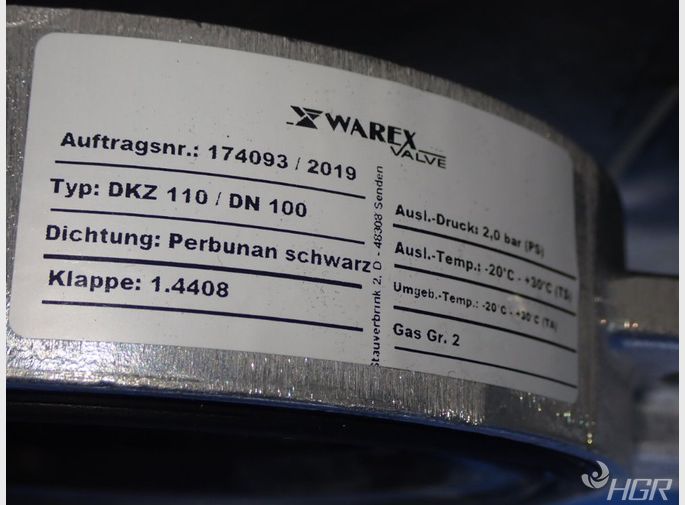 WAREX
VALVE
Auftragsnr.: 174093 / 2019
Typ: DKZ 110 / DN 100
Dichtung: Perbunan schwarz
Klappe: 1.4408
Stauverbrink 2, D - 48308 Senden
Ausl.-Druck: 2,0 bar (PS)
Ausl.-Temp.: -20°C - +30°C (TS)
Umgeb.-Temp.: -20°C - +30°C (TA)
Gas Gr. 2
HGR